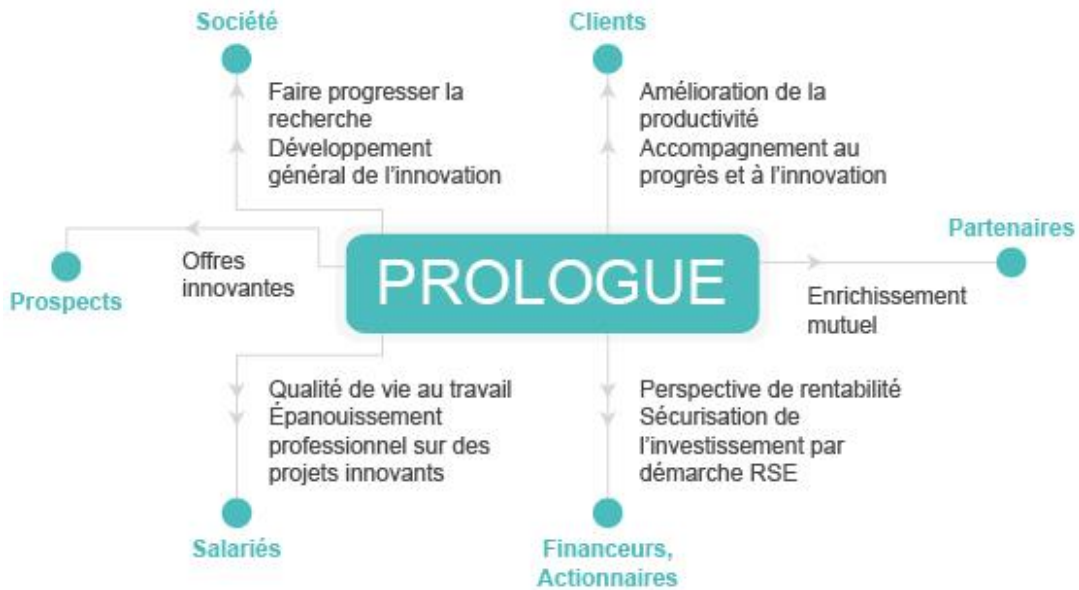 Société
Faire progresser la
recherche
Développement
général de l'innovation
Clients
Amélioration de la
productivité
Accompagnement au
progrès et à l'innovation
Prospects
Offres
innovantes
PROLOGUE
Partenaires
Enrichissement
mutuel
Qualité de vie au travail
Épanouissement
professionnel sur des
projets innovants
Salariés
Perspective de rentabilité
Sécurisation de
l'investissement par
démarche RSE
Financeurs,
Actionnaires